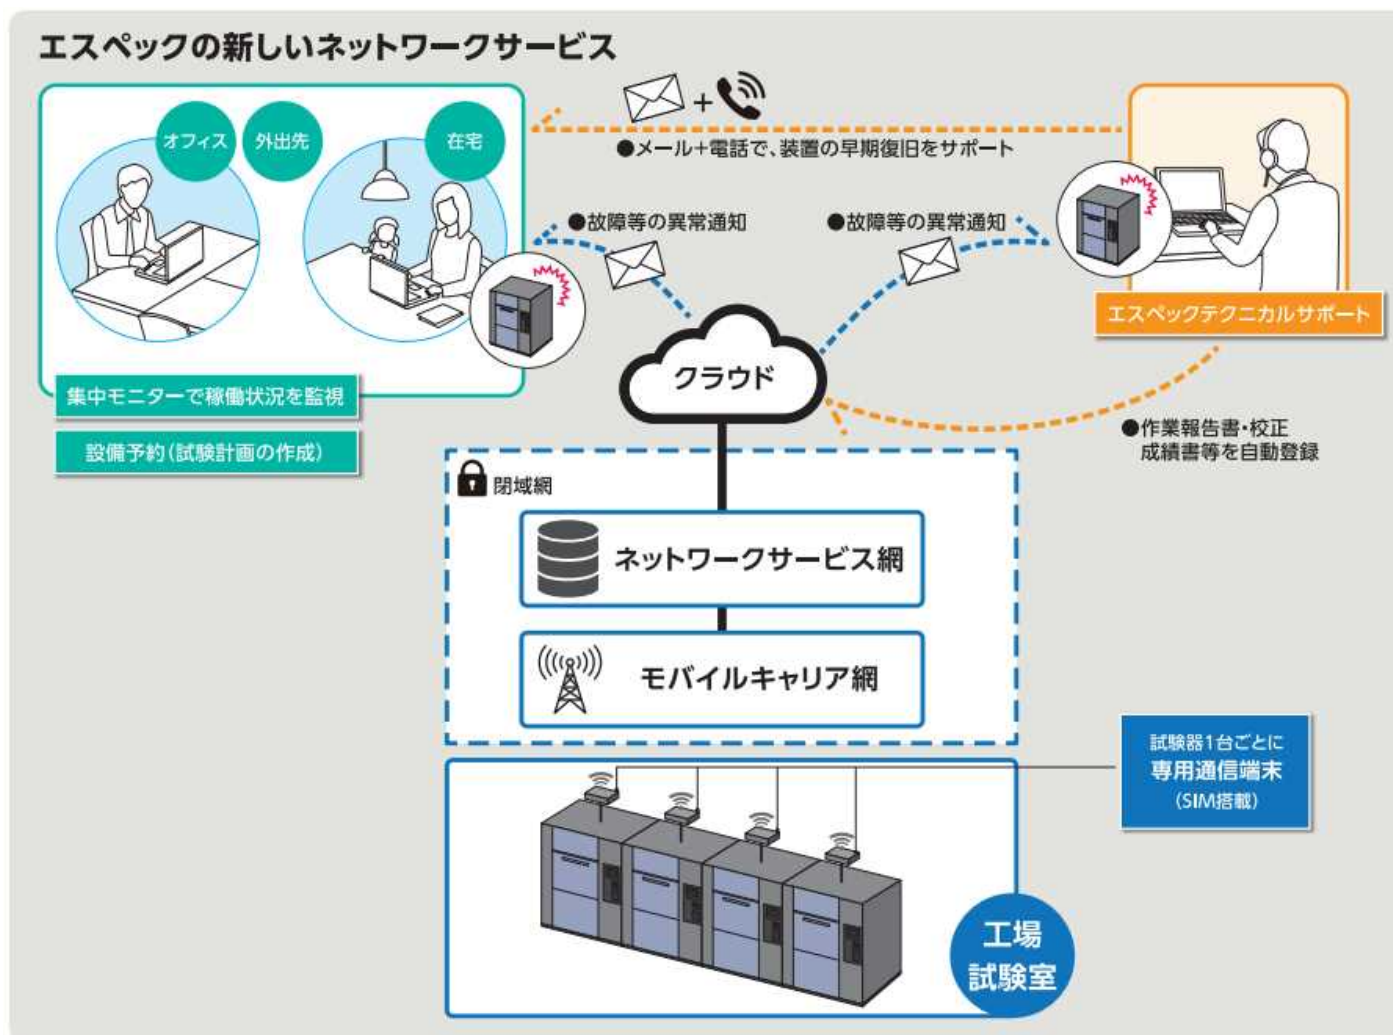 エスペックの新しいネットワークサービス
オフィス
外出先
在宅
+
●メール+電話で、装置の早期復旧をサポート
●故障等の異常通知
●故障等の異常通知
エスペックテクニカルサポート
クラウド
集中モニターで稼働状況を監視
設備予約(試験計画の作成)
●作業報告書・校正
成績書等を自動登録
閉域網
ネットワークサービス網
モバイルキャリア網
試験器1台ごとに
専用通信端末
(SIM搭載)
工場
試験室